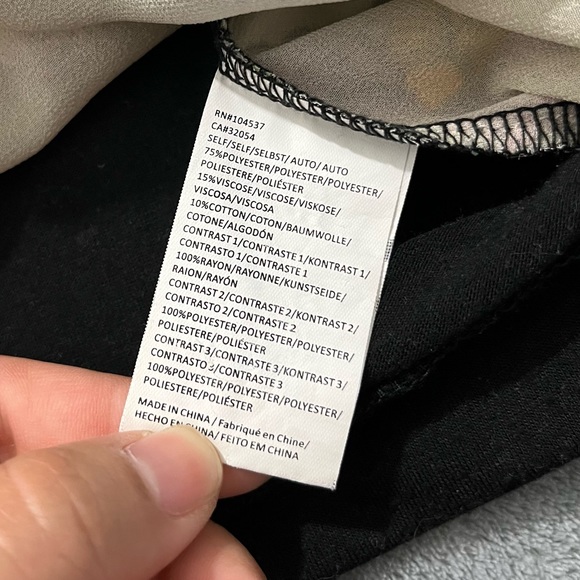 RN#104537
CA#32054
SELF/SELF/SELBST/AUTO/AUTO
75%POLYESTER/POLYESTER/POLYESTER/
POLIESTERE/POLIÉSTER
15%VISCOSE/VISCOSE/VISKOSE/
VISCOSA/VISCOSA
10%COTTON/COTON/BAUMWOLLE/
COTONE/ALGODÓN
CONTRAST 1/CONTRASTE 1/KONTRAST 1/
CONTRASTO 1/CONTRASTE 1
100%RAYON/RAYONNE/KUNSTSEIDE/
RAION/RAYÓN
CONTRAST 2/CONTRASTE 2/KONTRAST 2/
CONTRASTO 2/CONTRASTE 2
100%POLYESTER/POLYESTER/POLYESTER/
POLIESTERE/POLIÉSTER
CONTRAST 3/CONTRASTE 3/KONTRAST 3/
CONTRASTO 3/CONTRASTE 3
100%POLYESTER/POLYESTER/POLYESTER/
POLIESTERE/POLIÉSTER
MADE IN CHINA / Fabriqué en Chine/
HECHO EN CHINA/ FEITO EM CHINA